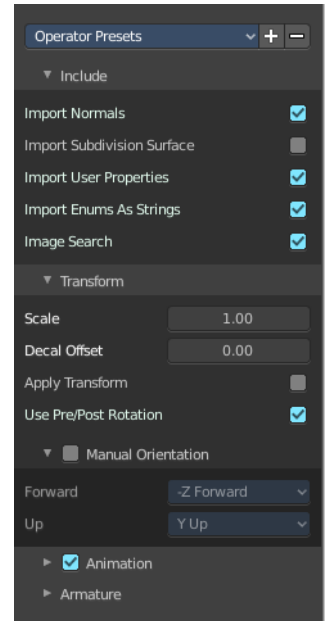 Operator Presets
Include
Import Normals
Import Subdivision Surface
Import User Properties
Import Enums As Strings
Image Search
Transform
Scale 1.00
Decal Offset 0.00
Apply Transform
Use Pre/Post Rotation
Manual Orientation
Forward -Z Forward
Up Y Up
Animation
Armature